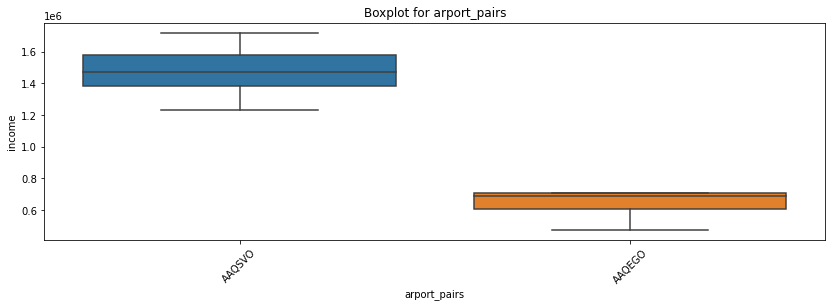 Boxplot for arport_pairs
1e6
1.6
1.4
1.2
1.0
0.8
0.6
income
AAQSVO
AAQEGO
arport_pairs